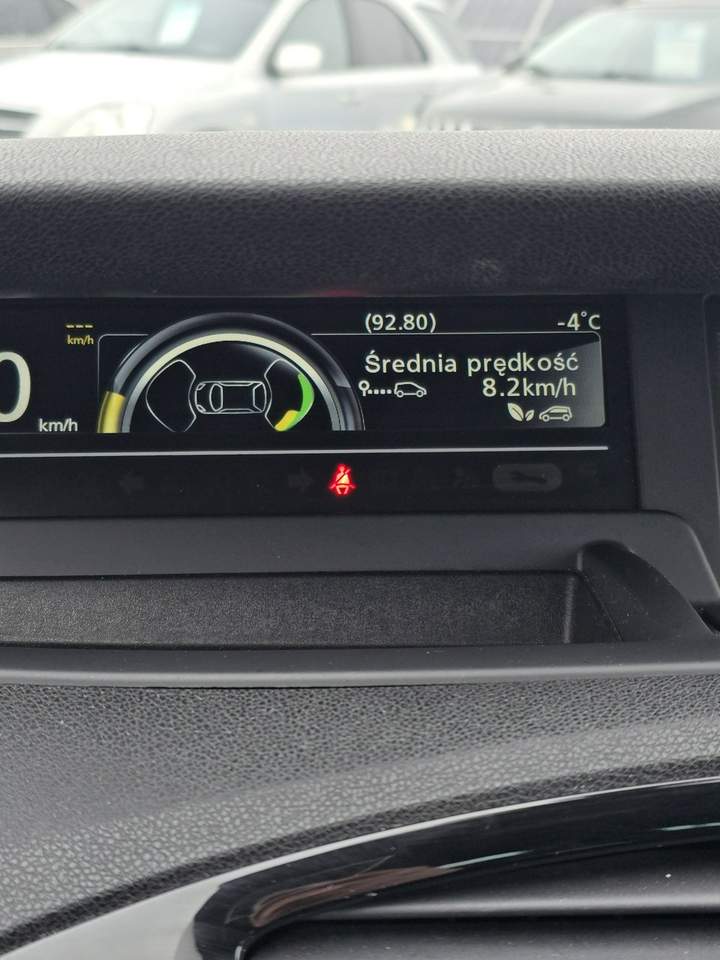 (92.80) -4°C
---
km/h
Średnia prędkość
0
8.2km/h
km/h